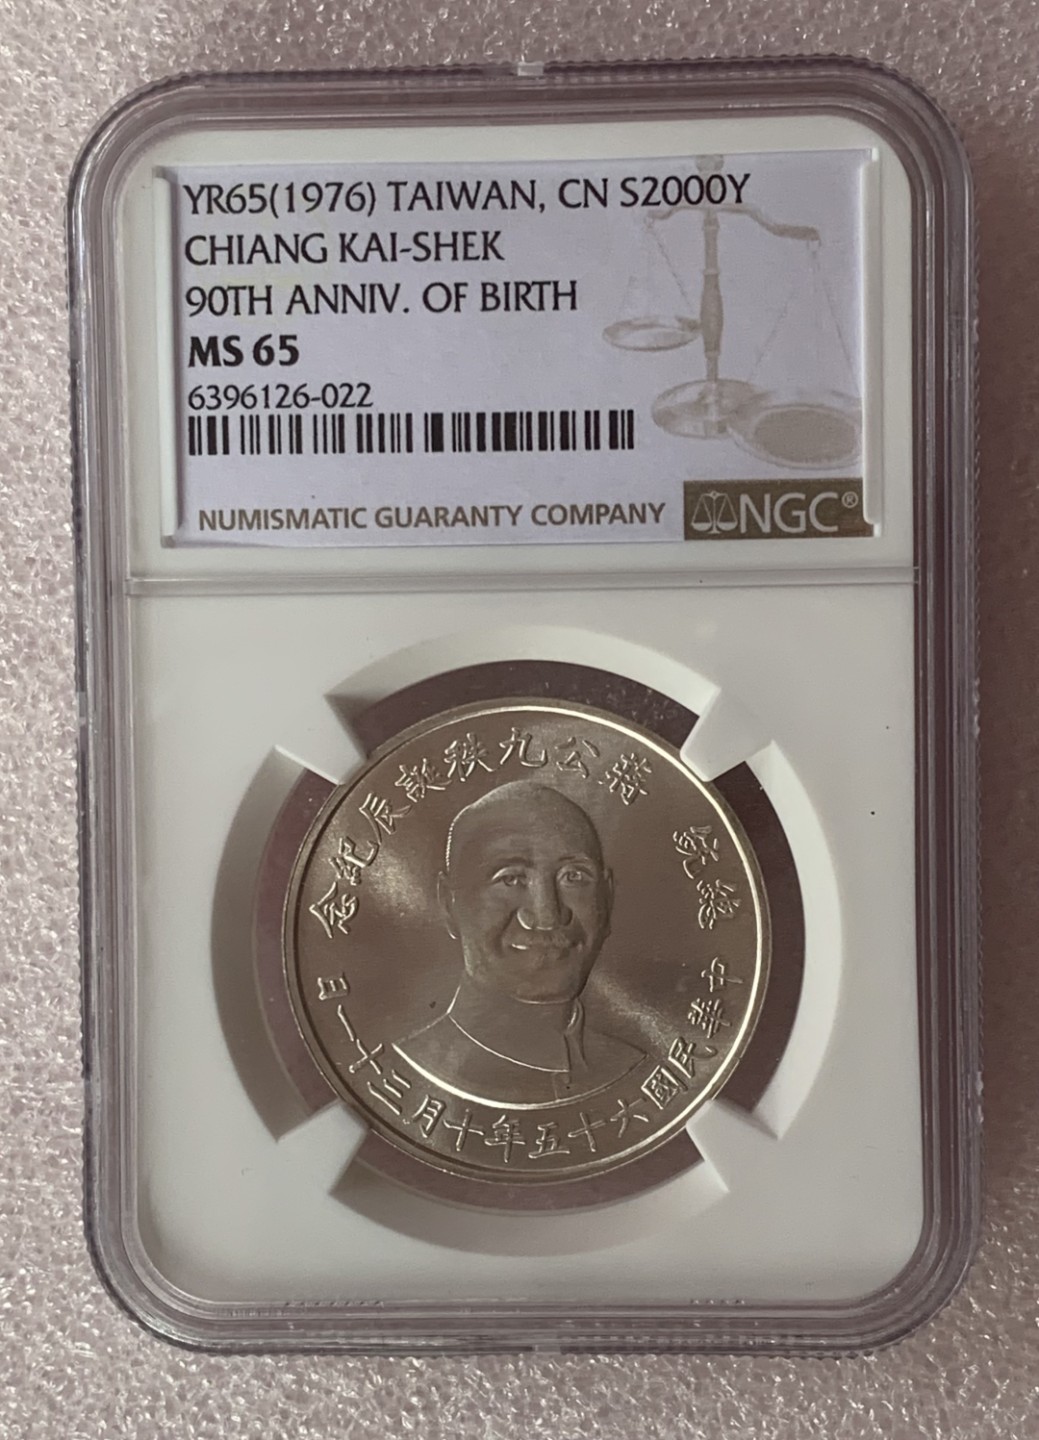 YR65(1976) TAIWAN, CN S2000Y
CHIANG KAI-SHEK
90TH ANNIV. OF BIRTH
MS 65
6396126-022
NUMISMATIC GUARANTY COMPANY
NGC®
總統 蔣公九秩誕辰紀念
中華民國六十五年十月三十一日